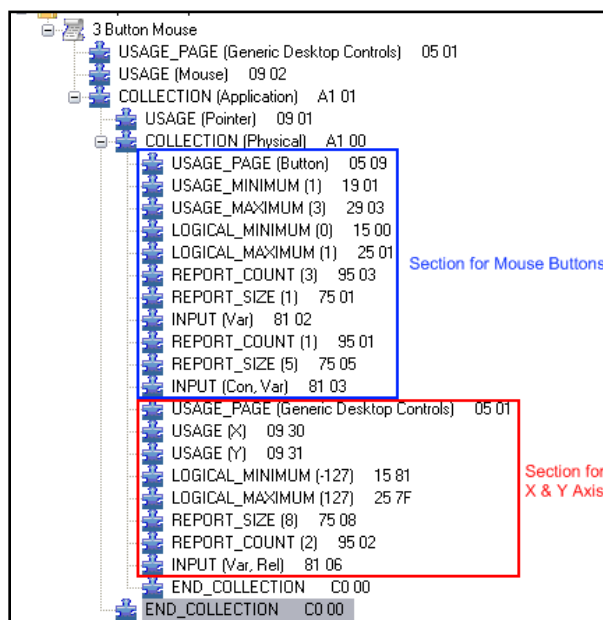 3 Button Mouse
USAGE_PAGE (Generic Desktop Controls) 05 01
USAGE (Mouse) 09 02
COLLECTION (Application) A1 01
USAGE (Pointer) 09 01
COLLECTION (Physical) A1 00
USAGE_PAGE (Button) 05 09
USAGE_MINIMUM (1) 19 01
USAGE_MAXIMUM (3) 29 03
LOGICAL_MINIMUM (0) 15 00
LOGICAL_MAXIMUM (1) 25 01
Section for Mouse Buttons
REPORT_COUNT (3) 95 03
REPORT_SIZE (1) 75 01
INPUT (Var) 81 02
REPORT_COUNT (1) 95 01
REPORT_SIZE (5) 75 05
INPUT (Con, Var) 81 03
USAGE_PAGE (Generic Desktop Controls) 05 01
USAGE (X) 09 30
USAGE (Y) 09 31
LOGICAL_MINIMUM (-127) 15 81
Section for
LOGICAL_MAXIMUM (127) 25 7F
X & Y Axis
REPORT_SIZE (8) 75 08
REPORT_COUNT (2) 95 02
INPUT (Var, Rel) 81 06
END_COLLECTION C0 00
END_COLLECTION C0 00